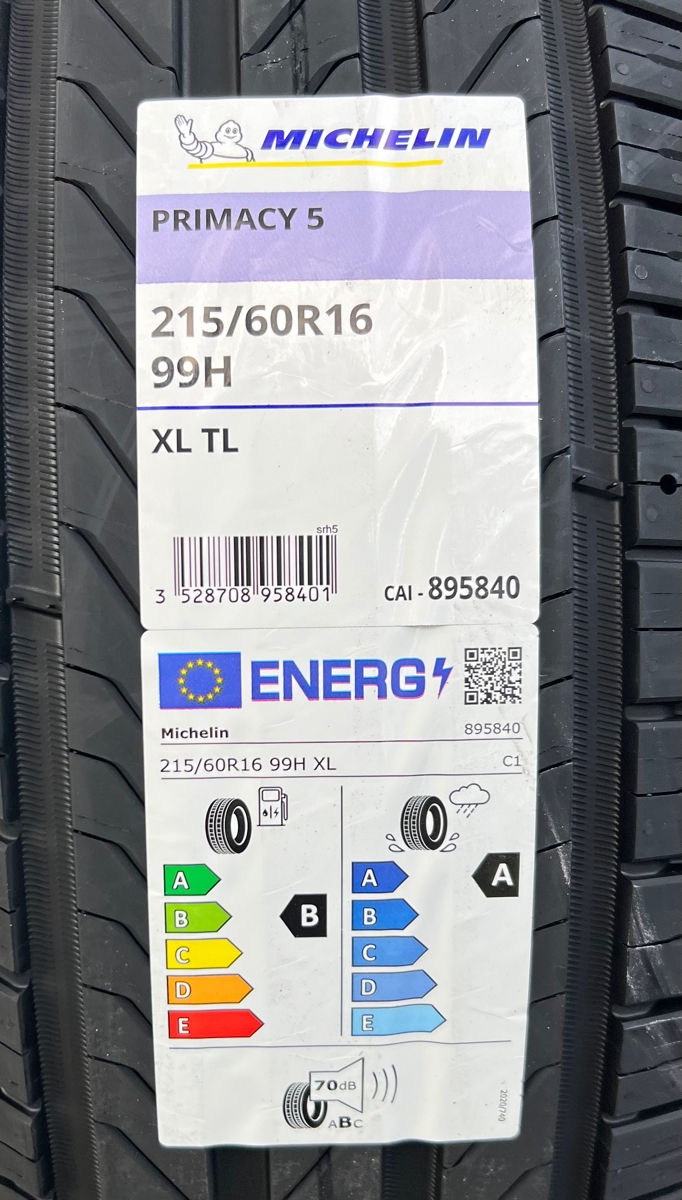 MICHELIN
PRIMACY 5
215/60R16
99H
XL TL
srh5
3 528708 958401
CAI - 895840
ENERG
Michelin 895840
215/60R16 99H XL C1
A A A
B B B
C C
D D
E E
70dB
ABC
2020/740